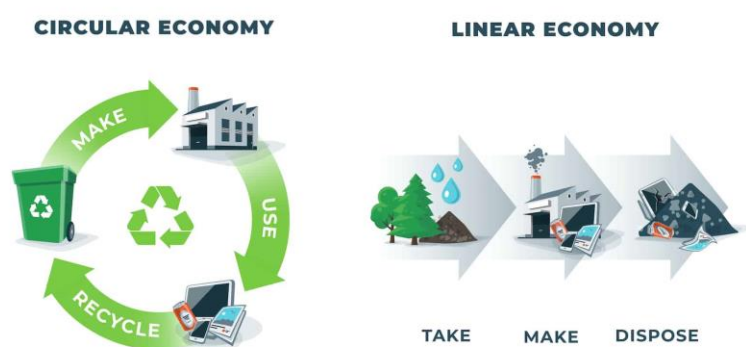 CIRCULAR ECONOMY
MAKE
USE
RECYCLE
LINEAR ECONOMY
TAKE MAKE DISPOSE